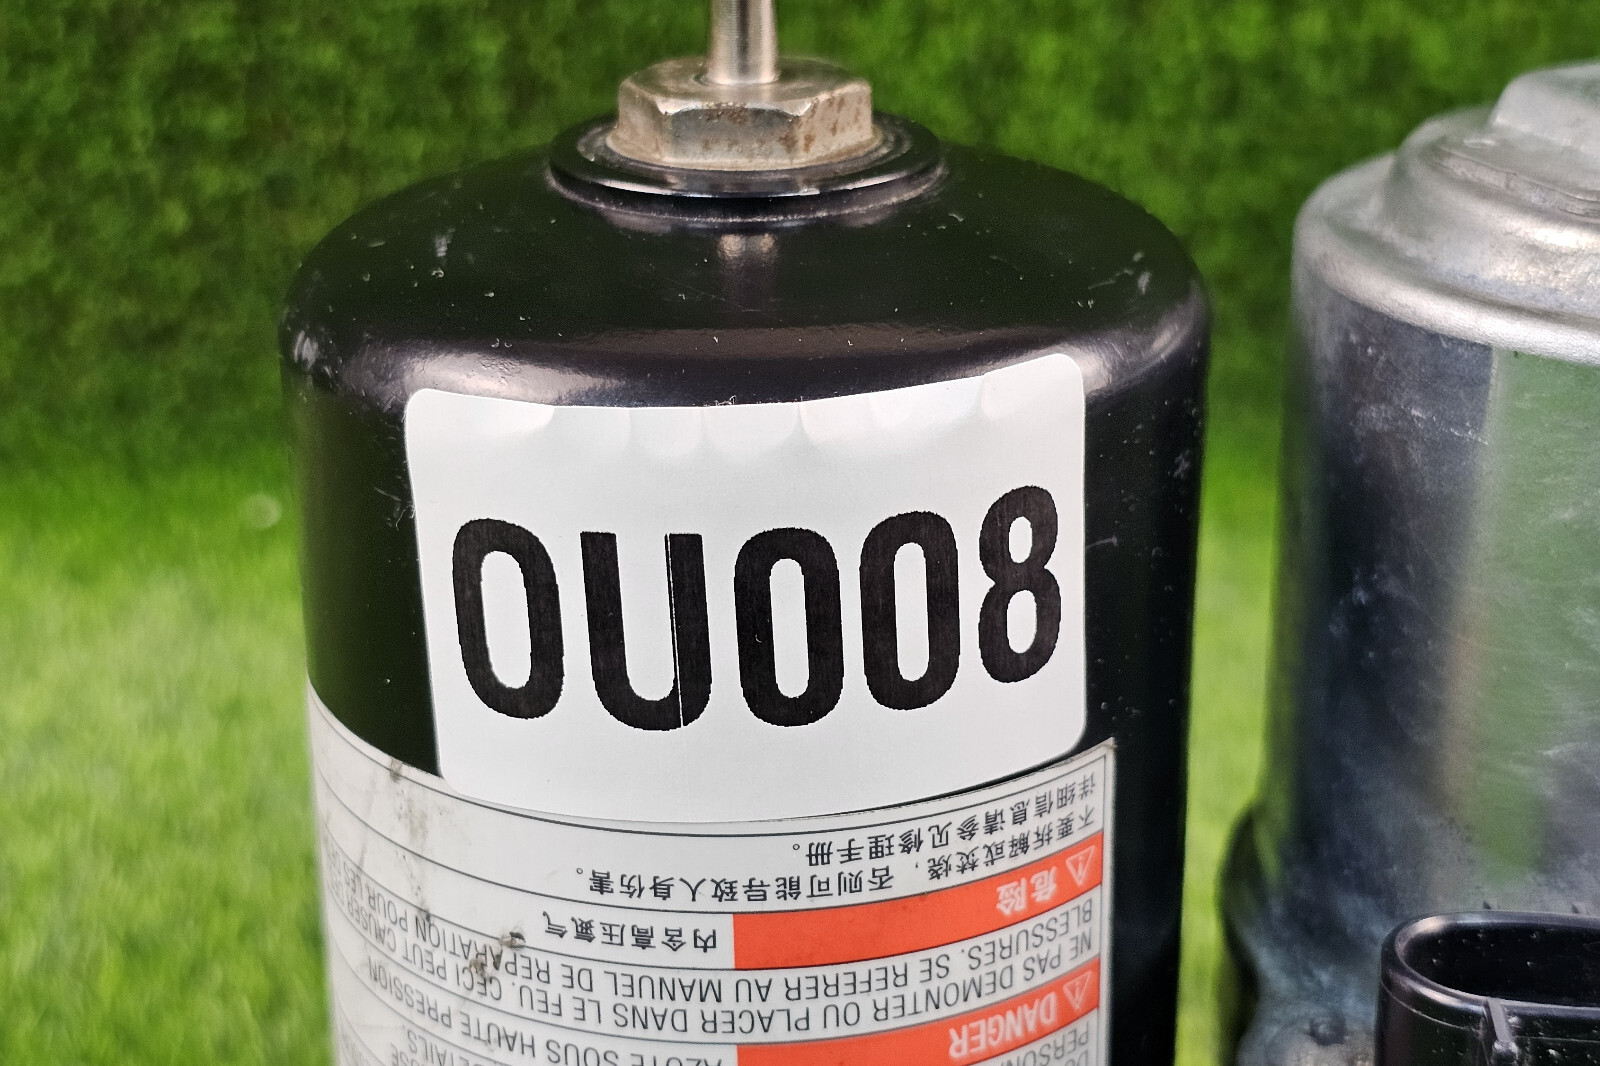 OU008
DETAILS.
DANGER AZOTE SOUS HAUTE PRESSION
NE PAS DEMONTER OU PLACER DANS LE FEU. CECI PEUT CAUSER
BLESSURES. SE REFERER AU MANUEL DE REPARATION POUR LES
危险 内含高压氮气
不要拆解或焚烧，否则可能导致人身伤害。
详细信息请参见修理手册。